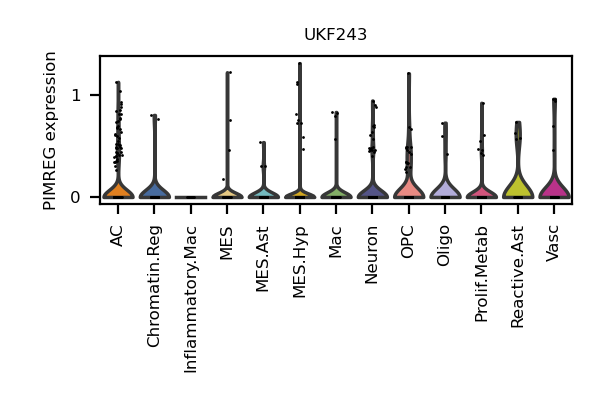 UKF243
PIMREG expression
1
0
AC
Chromatin.Reg
Inflammatory.Mac
MES
MES.Ast
MES.Hyp
Mac
Neuron
OPC
Oligo
Prolif.Metab
Reactive.Ast
Vasc